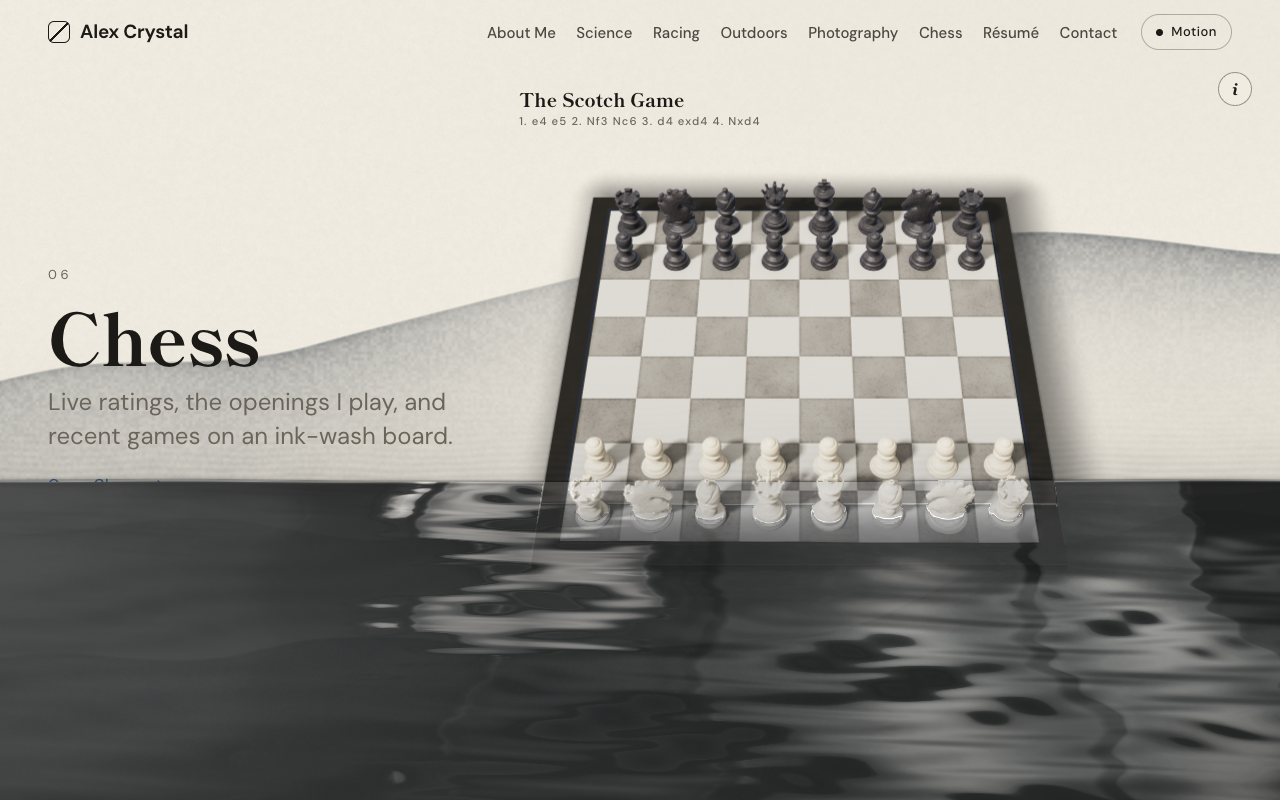 Alex Crystal
About Me Science Racing Outdoors Photography Chess Résumé Contact Motion
i
The Scotch Game
1. e4 e5 2. Nf3 Nc6 3. d4 exd4 4. Nxd4
06
Chess
Live ratings, the openings I play, and
recent games on an ink-wash board.